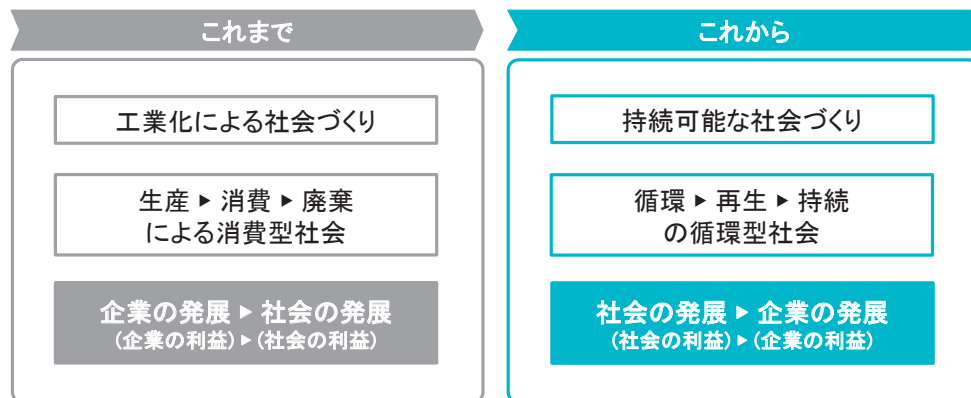 これまで
工業化による社会づくり
生産 ▶ 消費 ▶ 廃棄
による消費型社会
企業の発展 ▶ 社会の発展
(企業の利益) ▶ (社会の利益)
これから
持続可能な社会づくり
循環 ▶ 再生 ▶ 持続
の循環型社会
社会の発展 ▶ 企業の発展
(社会の利益) ▶ (企業の利益)